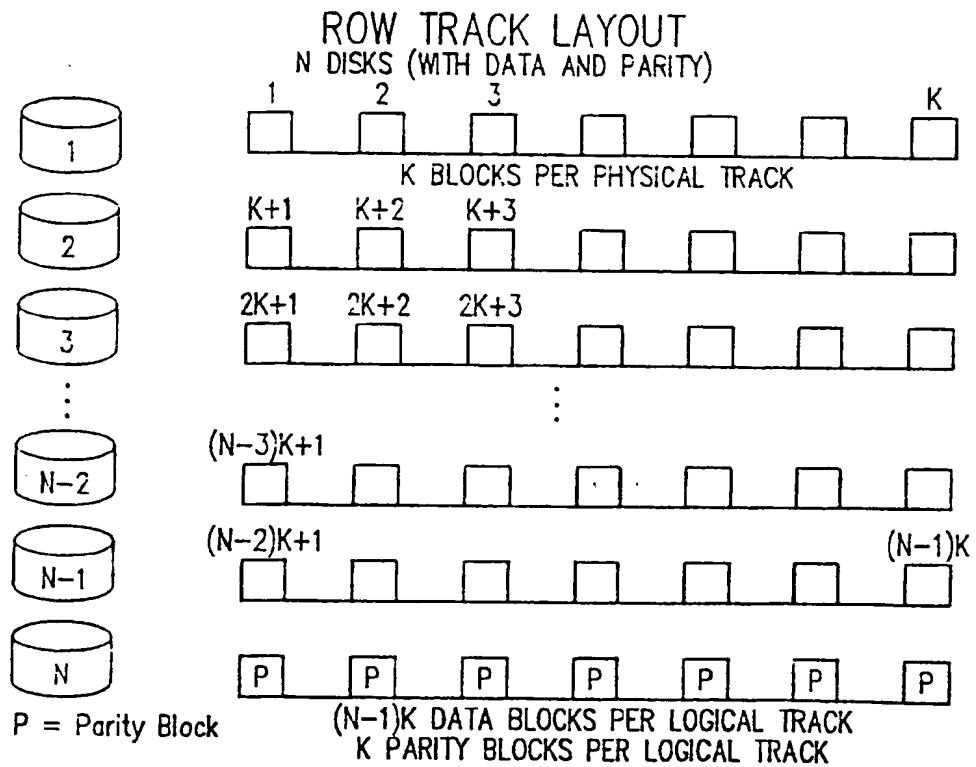 ROW TRACK LAYOUT
N DISKS (WITH DATA AND PARITY)
1 2 3 K
1
K BLOCKS PER PHYSICAL TRACK
K+1 K+2 K+3
2
2K+1 2K+2 2K+3
3
(N-3)K+1
N-2
(N-2)K+1 (N-1)K
N-1
N
P P P P P P P
P = Parity Block
(N-1)K DATA BLOCKS PER LOGICAL TRACK
K PARITY BLOCKS PER LOGICAL TRACK